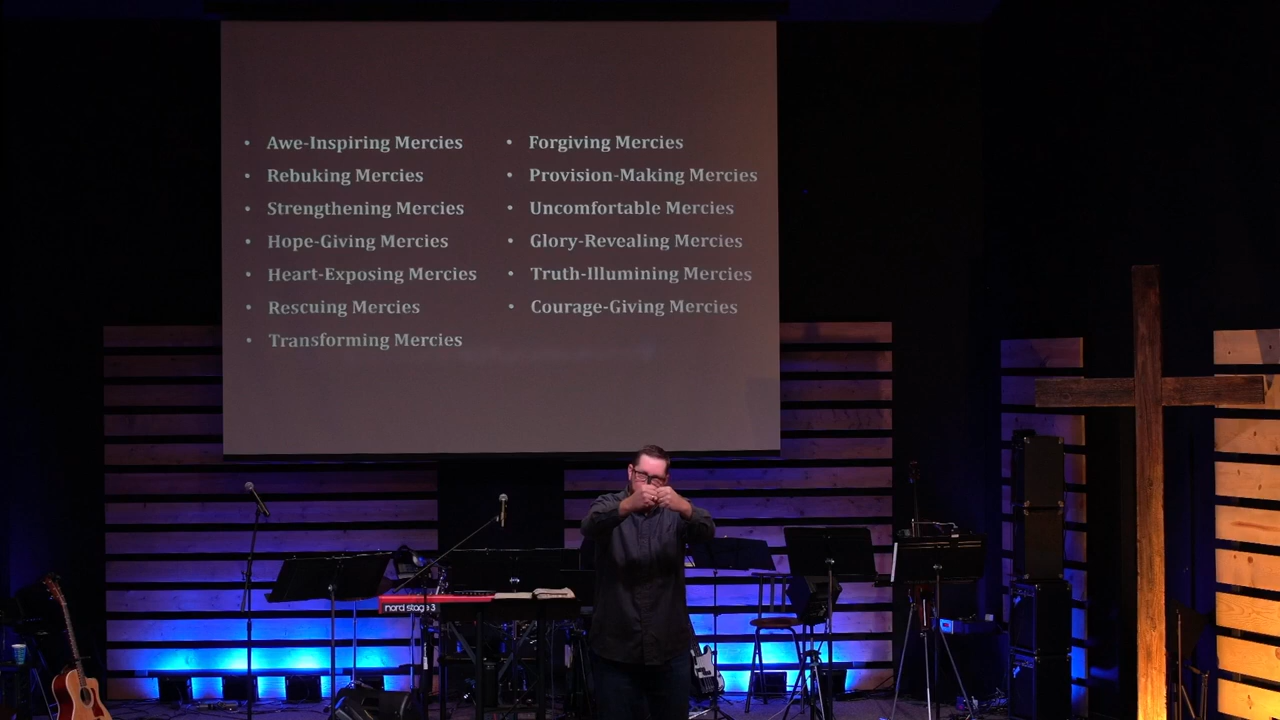 • Awe-Inspiring Mercies
• Rebuking Mercies
• Strengthening Mercies
• Hope-Giving Mercies
• Heart-Exposing Mercies
• Rescuing Mercies
• Transforming Mercies
• Forgiving Mercies
• Provision-Making Mercies
• Uncomfortable Mercies
• Glory-Revealing Mercies
• Truth-Illumining Mercies
• Courage-Giving Mercies
nord stage 3